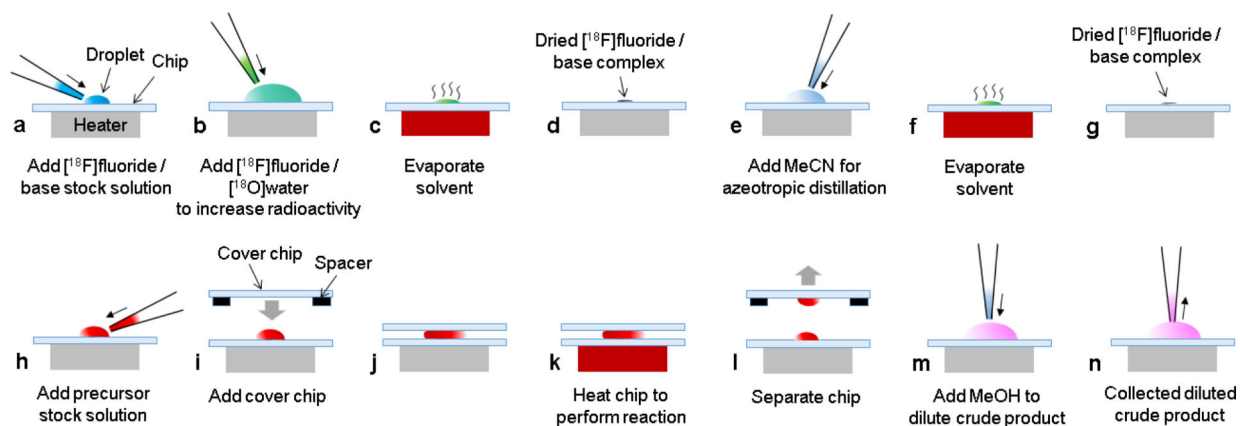 Droplet
Chip
a
Heater
Add [¹⁸F]fluoride /
base stock solution
b
Add [¹⁸F]fluoride /
[¹⁸O]water
to increase radioactivity
c
Evaporate
solvent
Dried [¹⁸F]fluoride /
base complex
d
e
Add MeCN for
azeotropic distillation
f
Evaporate
solvent
Dried [¹⁸F]fluoride /
base complex
g
h
Add precursor
stock solution
Cover chip
Spacer
i
Add cover chip
j
k
Heat chip to
perform reaction
l
Separate chip
m
Add MeOH to
dilute crude product
n
Collected diluted
crude product